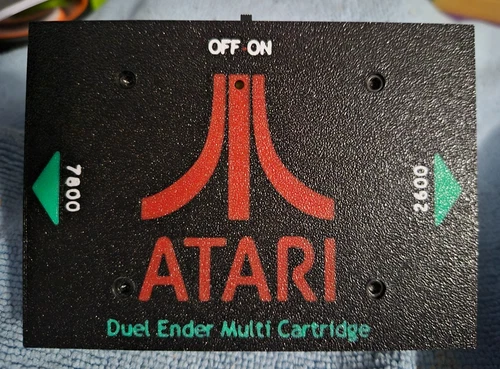 OFF ON
7800
2600
ATARI
Duel Ender Multi Cartridge